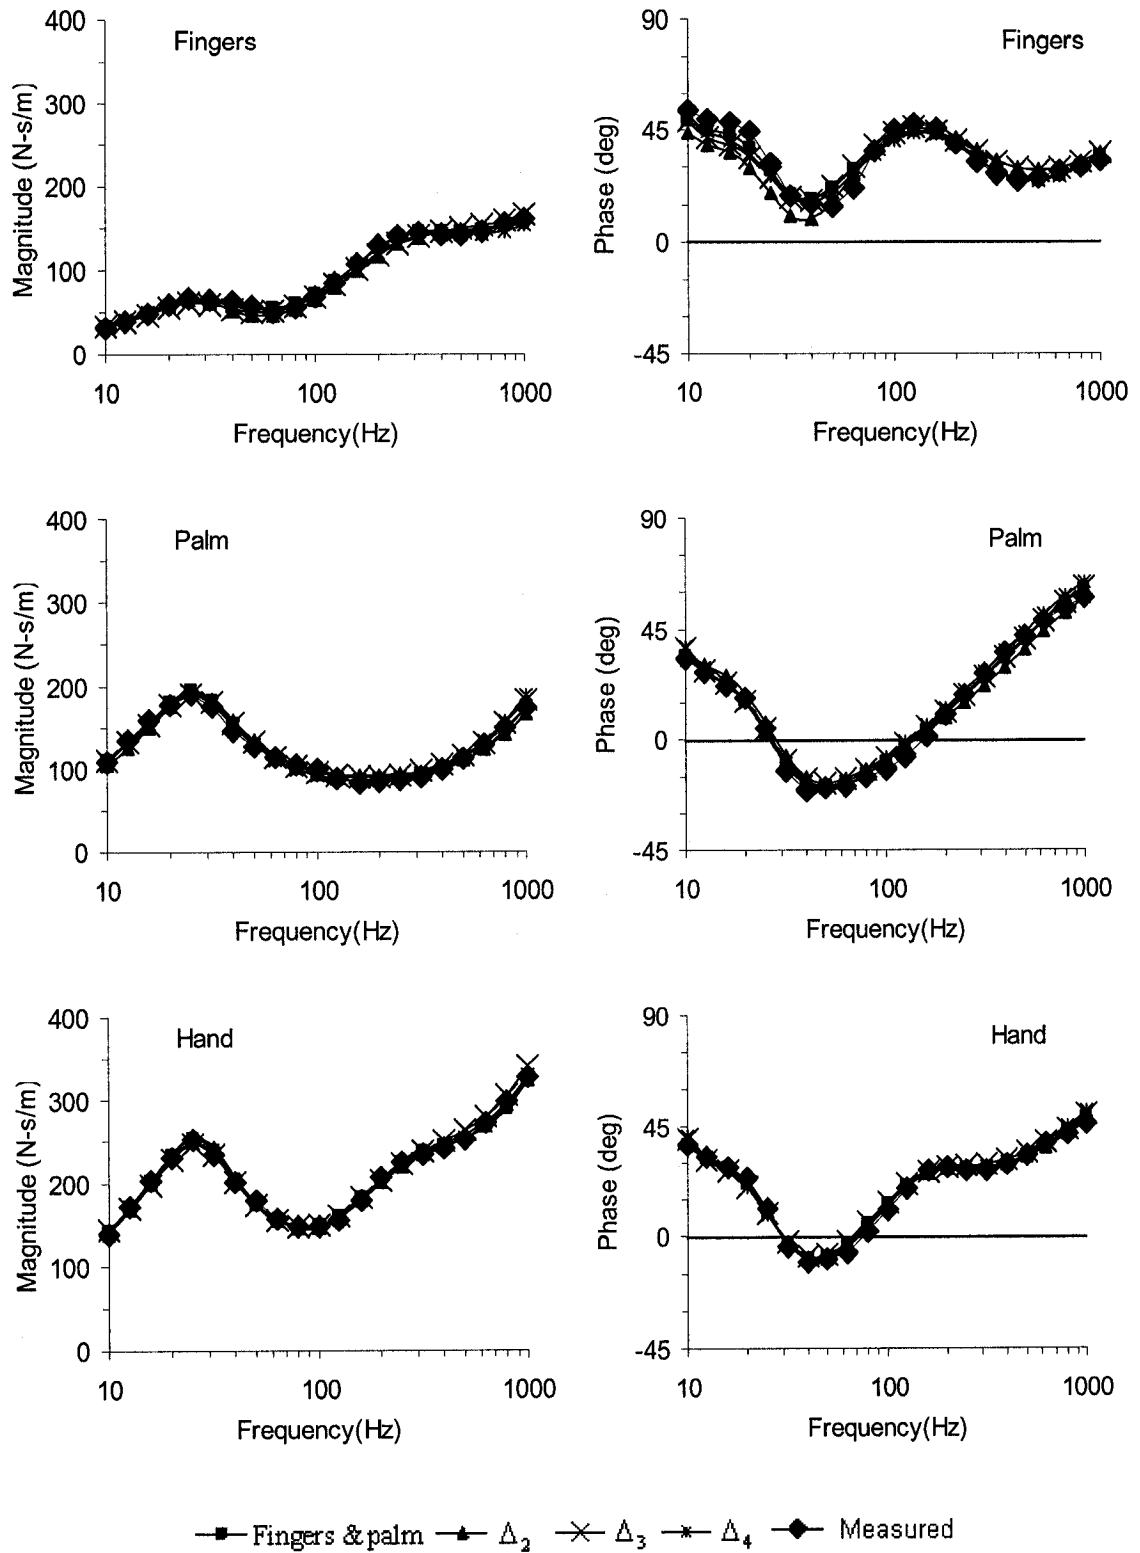 Fingers
Magnitude (N-s/m)
400
300
200
100
0
10 100 1000
Frequency(Hz)
Fingers
Phase (deg)
90
45
0
-45
10 100 1000
Frequency(Hz)
Palm
Magnitude (N-s/m)
400
300
200
100
0
10 100 1000
Frequency(Hz)
Palm
Phase (deg)
90
45
0
-45
10 100 1000
Frequency(Hz)
Hand
Magnitude (N-s/m)
400
300
200
100
0
10 100 1000
Frequency(Hz)
Hand
Phase (deg)
90
45
0
-45
10 100 1000
Frequency(Hz)
Fingers & palm Δ2 Δ3 Δ4 Measured